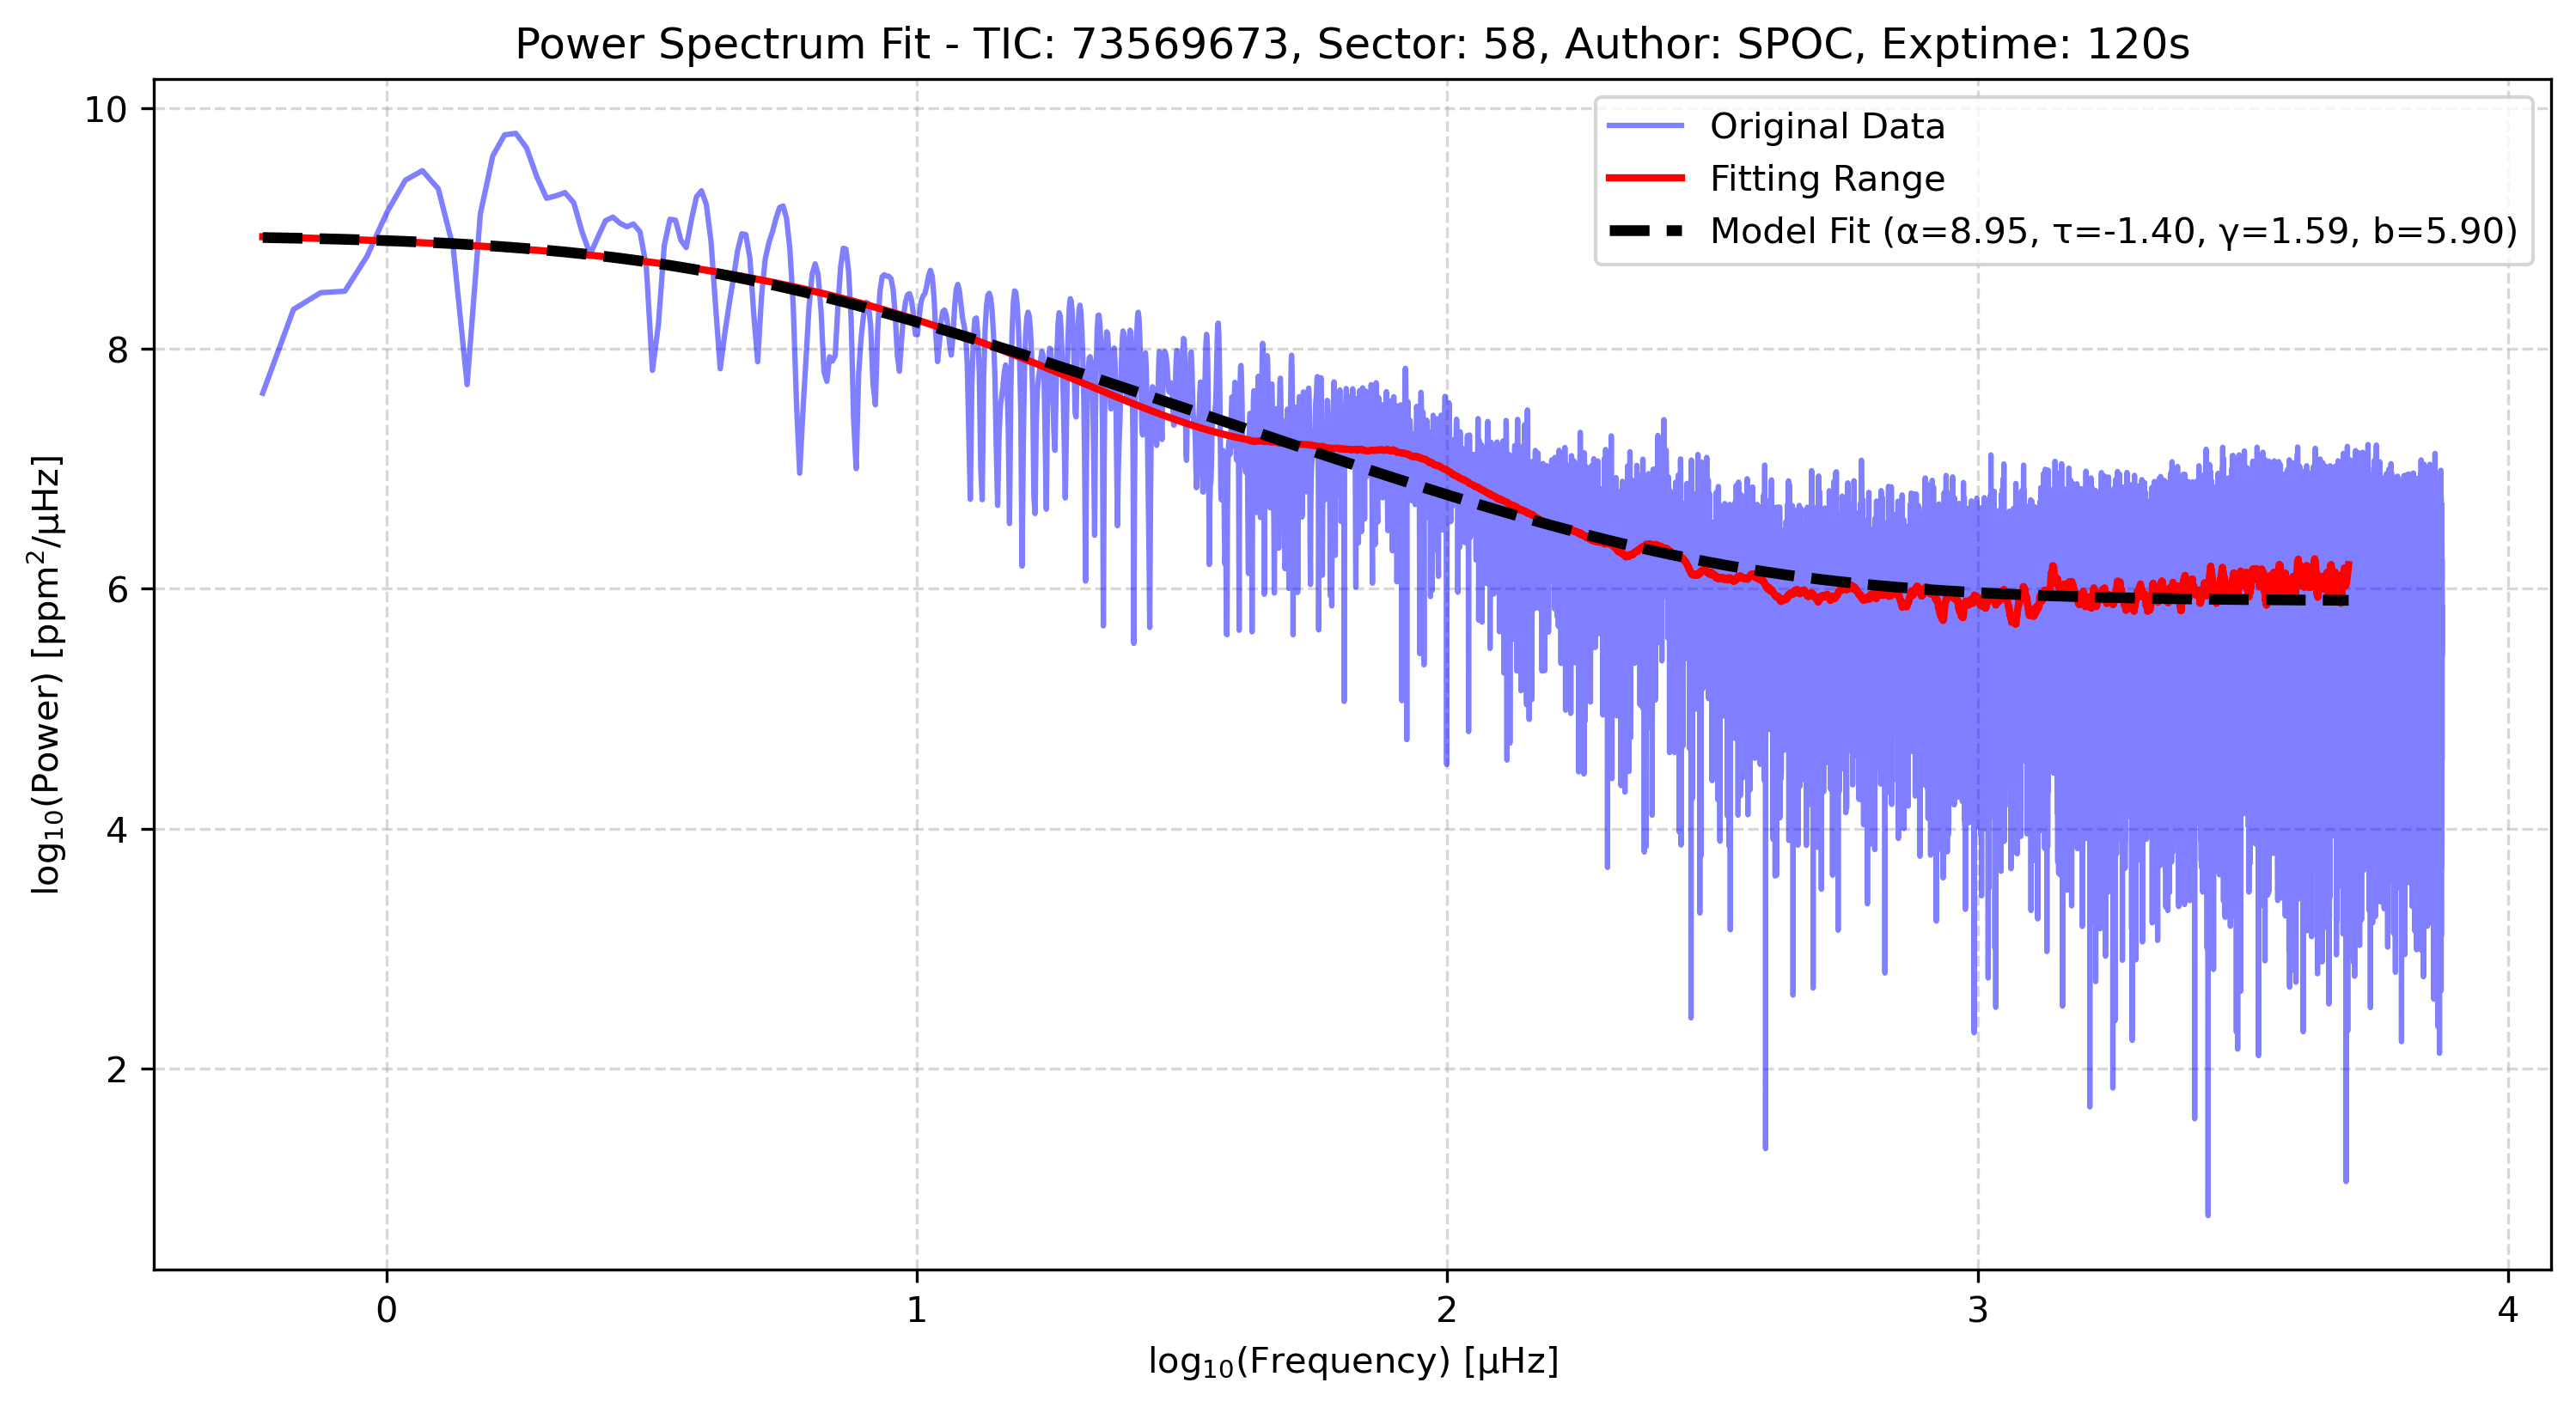 Power Spectrum Fit - TIC: 73569673, Sector: 58, Author: SPOC, Exptime: 120s
Original Data
Fitting Range
Model Fit (α=8.95, τ=-1.40, γ=1.59, b=5.90)
log₁₀(Power) [ppm²/μHz]
10
8
6
4
2
0 1 2 3 4
log₁₀(Frequency) [μHz]